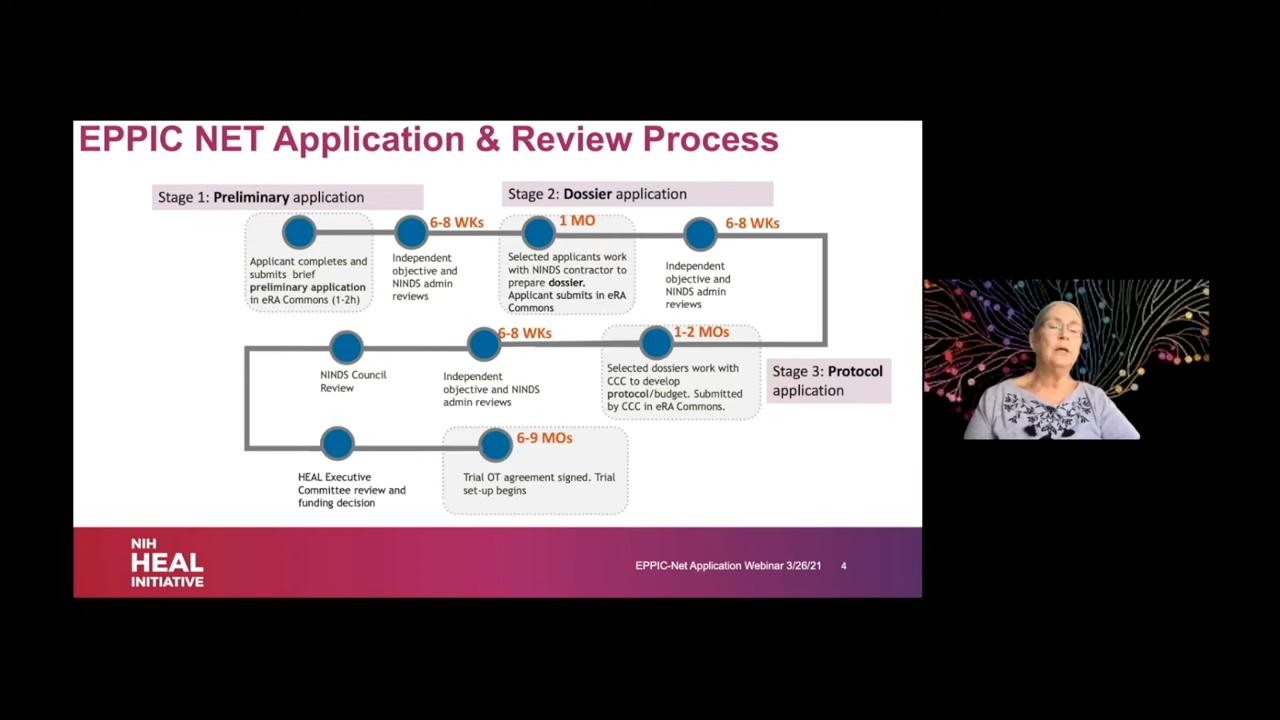 EPPIC NET Application & Review Process
Stage 1: Preliminary application
Stage 2: Dossier application
6-8 WKs
1 MO
6-8 WKs
Applicant completes and
submits brief
preliminary application
in eRA Commons (1-2h)
Independent
objective and
NINDS admin
reviews
Selected applicants work
with NINDS contractor to
prepare dossier.
Applicant submits in eRA
Commons
Independent
objective and
NINDS admin
reviews
Stage 3: Protocol
application
1-2 MOs
Selected dossiers work with
CCC to develop
protocol/budget. Submitted
by CCC in eRA Commons.
6-8 WKs
Independent
objective and NINDS
admin reviews
NINDS Council
Review
HEAL Executive
Committee review and
funding decision
6-9 MOs
Trial OT agreement signed. Trial
set-up begins
NIH
HEAL
INITIATIVE
EPPIC-Net Application Webinar 3/26/21 4